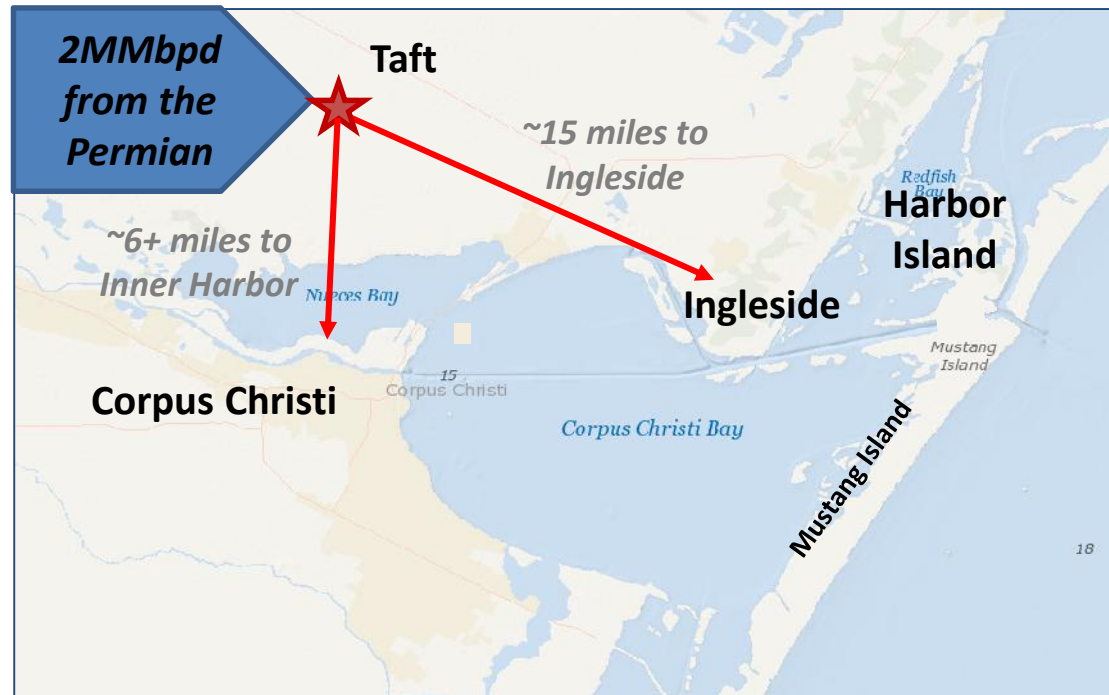 2MMbpd
from the
Permian
Taft
~15 miles to
Ingleside
Redfish
Bay
Harbor
Island
~6+ miles to
Inner Harbor
Nueces Bay
Ingleside
Mustang
Island
15
Corpus Christi
Corpus Christi
Corpus Christi Bay
Mustang Island
18